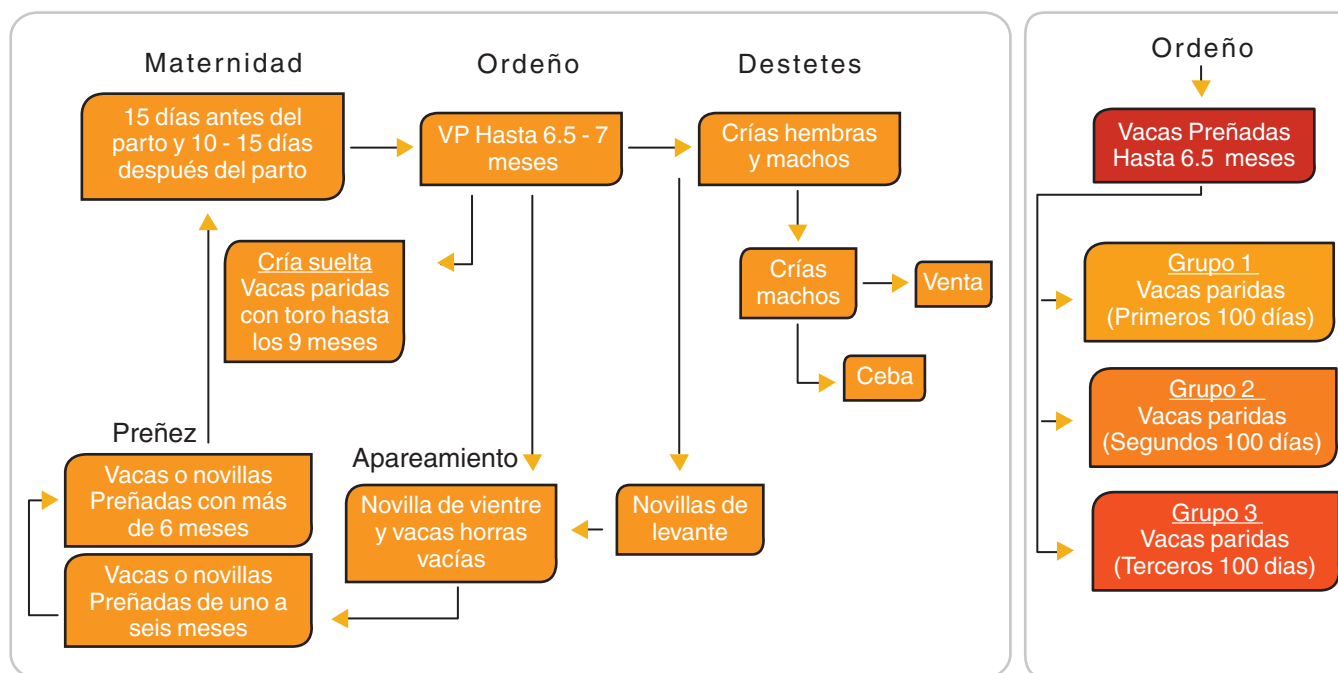 Maternidad
15 días antes del
parto y 10 - 15 días
después del parto
Ordeño
VP Hasta 6.5 - 7
meses
Destetes
Crías hembras
y machos
Cría suelta
Vacas paridas
con toro hasta
los 9 meses
Crías
machos
Venta
Ceba
Preñez
Vacas o novillas
Preñadas con más
de 6 meses
Vacas o novillas
Preñadas de uno a
seis meses
Apareamiento
Novilla de vientre
y vacas horras
vacías
Novillas de
levante
Ordeño
Vacas Preñadas
Hasta 6.5 meses
Grupo 1
Vacas paridas
(Primeros 100 días)
Grupo 2
Vacas paridas
(Segundos 100 días)
Grupo 3
Vacas paridas
(Terceros 100 dias)